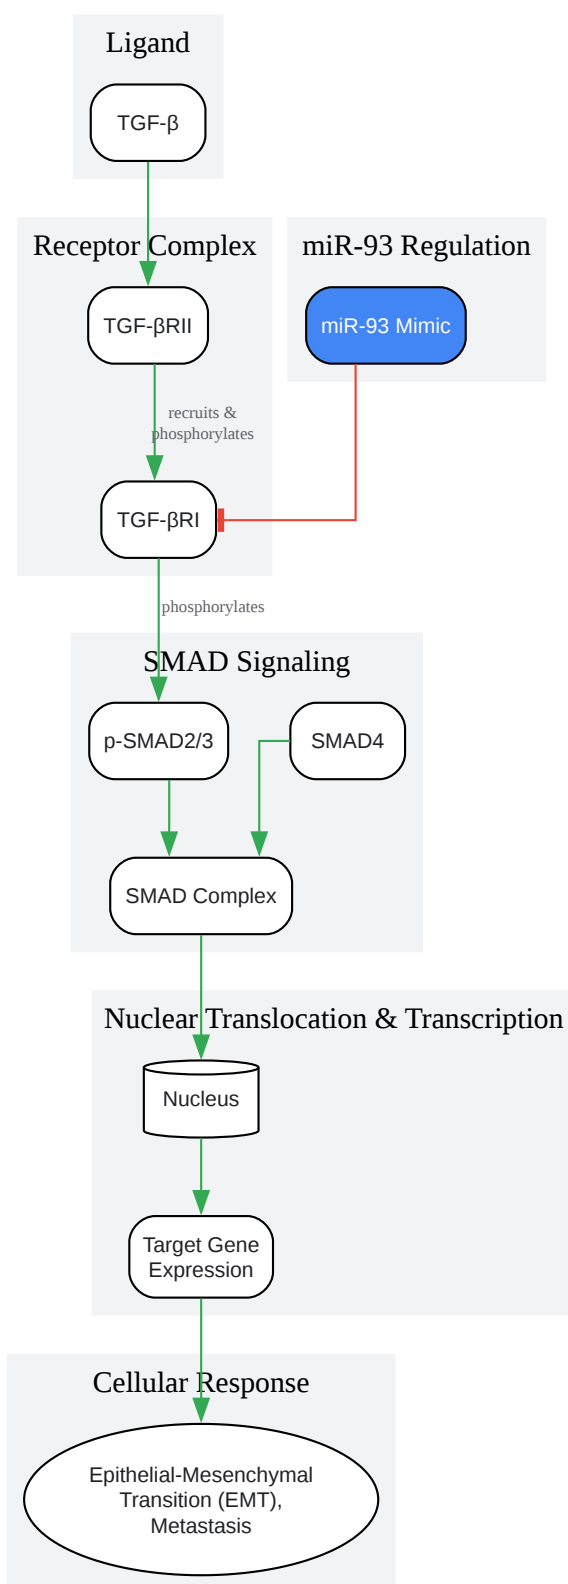 Ligand
TGF-β
Receptor Complex
miR-93 Regulation
TGF-βRII
miR-93 Mimic
recruits &
phosphorylates
TGF-βRI
phosphorylates
SMAD Signaling
p-SMAD2/3
SMAD4
SMAD Complex
Nuclear Translocation & Transcription
Nucleus
Target Gene
Expression
Cellular Response
Epithelial-Mesenchymal
Transition (EMT),
Metastasis